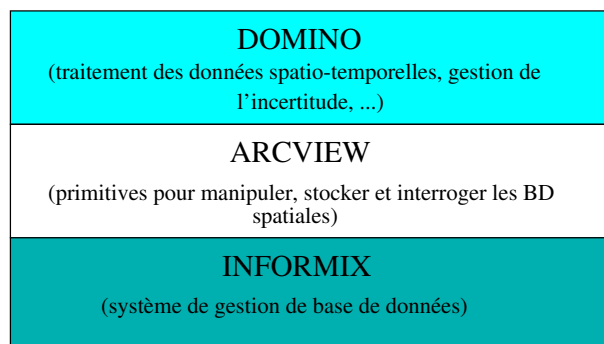 DOMINO
(traitement des données spatio-temporelles, gestion de
l'incertitude, ...)
ARCVIEW
(primitives pour manipuler, stocker et interroger les BD
spatiales)
INFORMIX
(système de gestion de base de données)